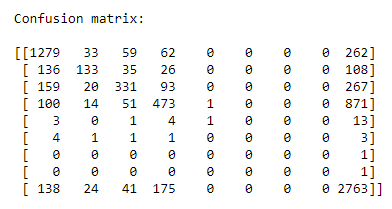 Confusion matrix:
[[1279 33 59 62 0 0 0 0 262]
[ 136 133 35 26 0 0 0 0 108]
[ 159 20 331 93 0 0 0 0 267]
[ 100 14 51 473 1 0 0 0 871]
[ 3 0 1 4 1 0 0 0 13]
[ 4 1 1 1 0 0 0 0 3]
[ 0 0 0 0 0 0 0 0 1]
[ 0 0 0 0 0 0 0 0 1]
[ 138 24 41 175 0 0 0 0 2763]]